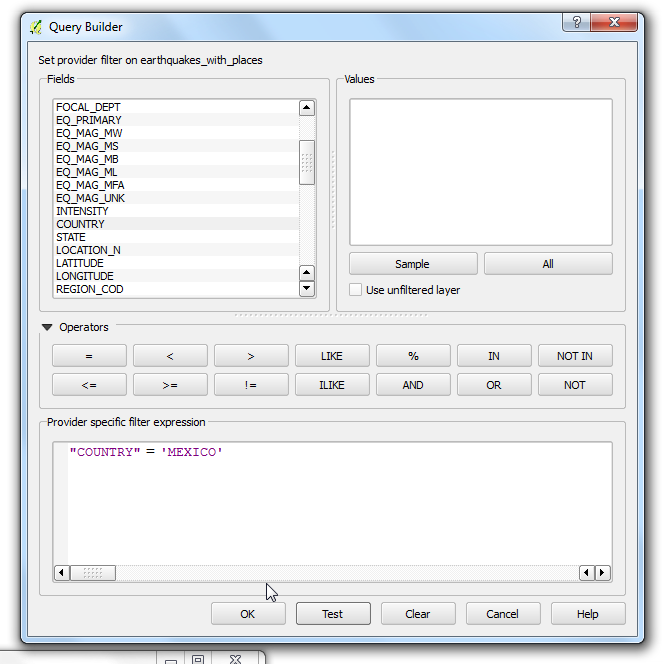 Query Builder
Set provider filter on earthquakes_with_places
Fields
Values
FOCAL_DEPT
EQ_PRIMARY
EQ_MAG_MW
EQ_MAG_MS
EQ_MAG_MB
EQ_MAG_ML
EQ_MAG_MFA
EQ_MAG_UNK
INTENSITY
COUNTRY
STATE
LOCATION_N
LATITUDE
LONGITUDE
REGION_COD
Sample All
Use unfiltered layer
Operators
= < > LIKE % IN NOT IN
<= >= != ILIKE AND OR NOT
Provider specific filter expression
"COUNTRY" = 'MEXICO'
OK Test Clear Cancel Help